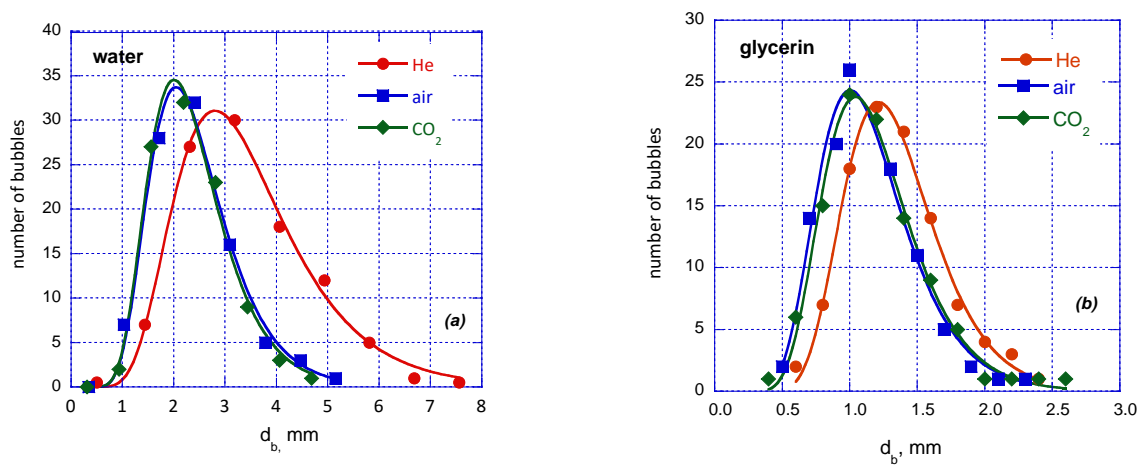 water
He
air
CO2
(a)
number of bubbles
40
35
30
25
20
15
10
5
0
0 1 2 3 4 5 6 7 8
db, mm
glycerin
He
air
CO2
(b)
number of bubbles
30
25
20
15
10
5
0
0.0 0.5 1.0 1.5 2.0 2.5 3.0
db, mm